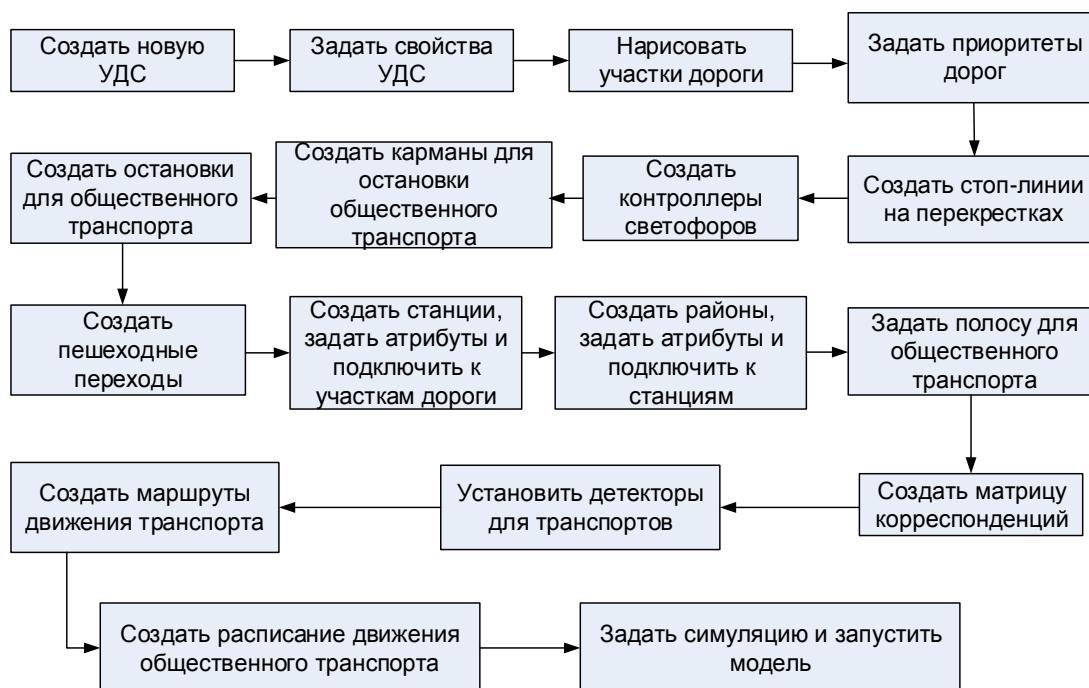 Создать новую
УДС
Задать свойства
УДС
Нарисовать
участки дороги
Задать приоритеты
дорог
Создать стоп-линии
на перекрестках
Создать
контроллеры
светофоров
Создать карманы для
остановки
общественного
транспорта
Создать остановки
для общественного
транспорта
Создать
пешеходные
переходы
Создать станции,
задать атрибуты и
подключить к
участкам дороги
Создать районы,
задать атрибуты и
подключить к
станциям
Задать полосу для
общественного
транспорта
Создать матрицу
корреспонденций
Установить детекторы
для транспортов
Создать маршруты
движения транспорта
Создать расписание движения
общественного транспорта
Задать симуляцию и запустить
модель